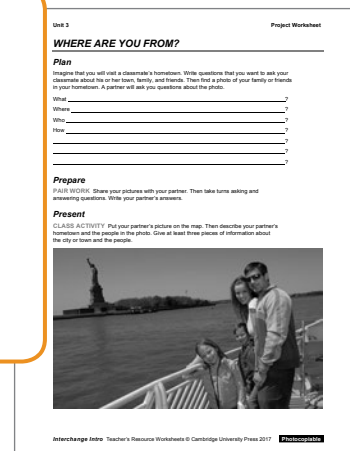 Unit 3 Project Worksheet
WHERE ARE YOU FROM?
Plan
Imagine that you will visit a classmate's hometown. Write questions that you want to ask your
classmate about his or her town, family, and friends. Then find a photo of your family or friends
in your hometown. A partner will ask you questions about the photo.
What ?
Where ?
Who ?
How ?
?
?
?
Prepare
PAIR WORK Share your pictures with your partner. Then take turns asking and
answering questions. Write your partner's answers.
Present
CLASS ACTIVITY Put your partner's picture on the map. Then describe your partner's
hometown and the people in the photo. Give at least three pieces of information about
the city or town and the people.
Interchange Intro Teacher's Resource Worksheets © Cambridge University Press 2017 Photocopiable